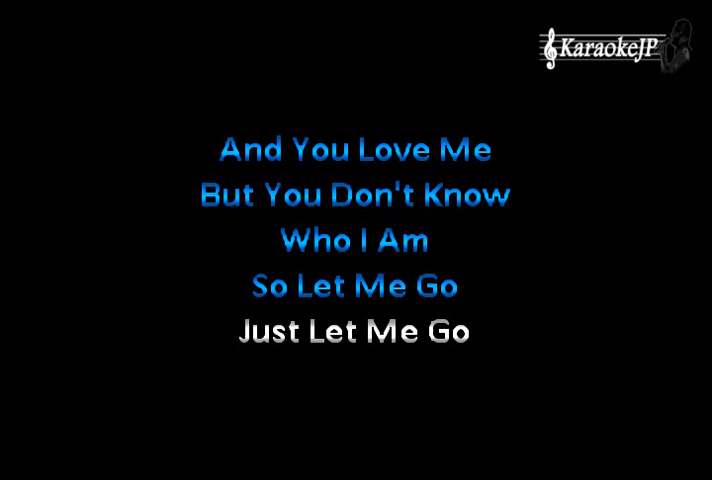 KaraokeJP
And You Love Me
But You Don't Know
Who I Am
So Let Me Go
Just Let Me Go